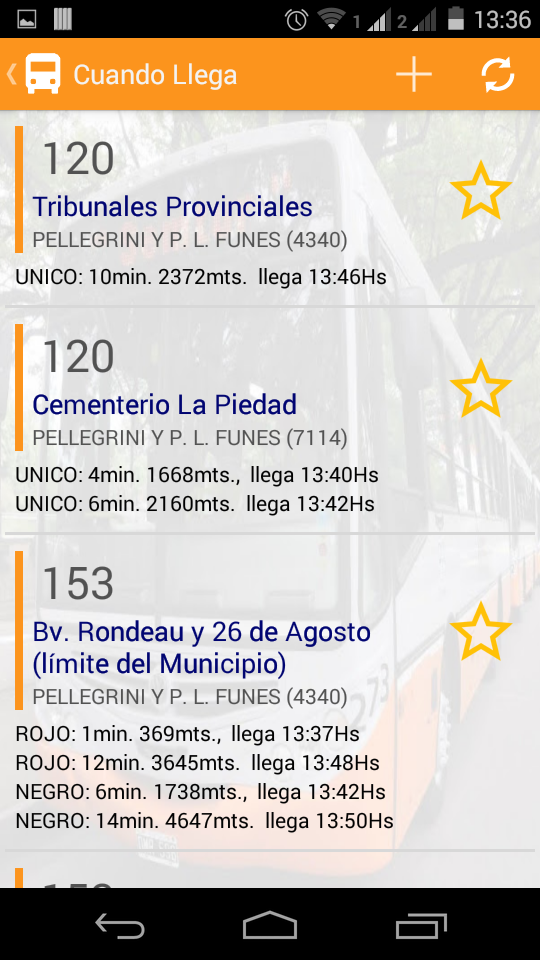 1 2 13:36
Cuando Llega
120
Tribunales Provinciales
PELLEGRINI Y P. L. FUNES (4340)
UNICO: 10min. 2372mts. llega 13:46Hs
120
Cementerio La Piedad
PELLEGRINI Y P. L. FUNES (7114)
UNICO: 4min. 1668mts., llega 13:40Hs
UNICO: 6min. 2160mts. llega 13:42Hs
153
Bv. Rondeau y 26 de Agosto
(límite del Municipio)
PELLEGRINI Y P. L. FUNES (4340)
273
ROJO: 1min. 369mts., llega 13:37Hs
ROJO: 12min. 3645mts. llega 13:48Hs
NEGRO: 6min. 1738mts., llega 13:42Hs
NEGRO: 14min. 4647mts. llega 13:50Hs